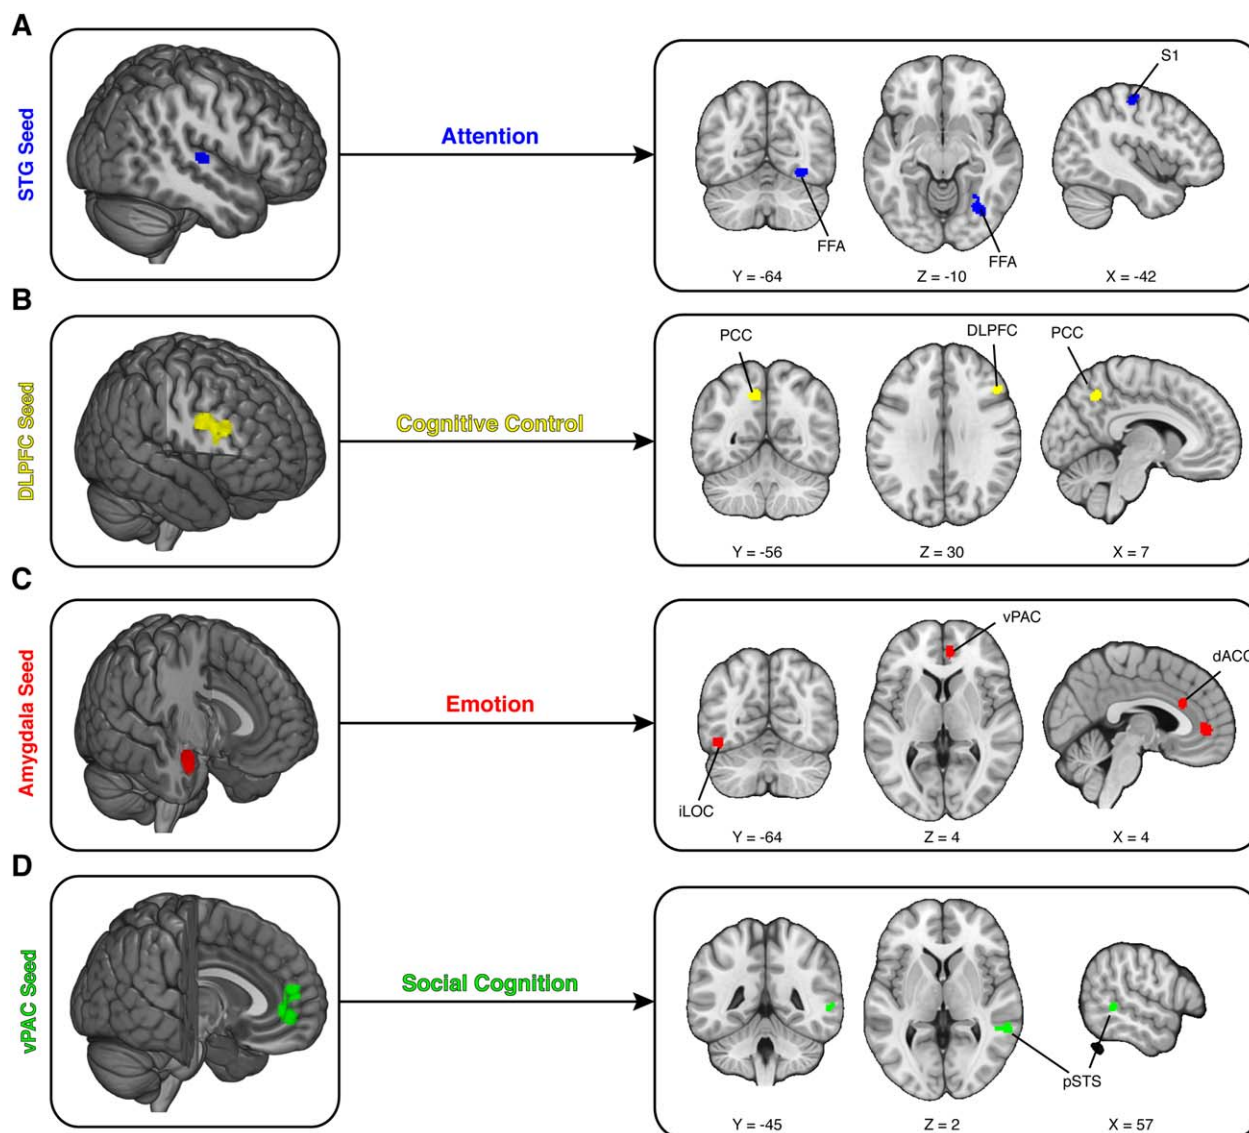 A
STG Seed
Attention
S1
FFA
FFA
Y = -64
Z = -10
X = -42
B
DLPFC Seed
Cognitive Control
PCC
DLPFC
PCC
Y = -56
Z = 30
X = 7
C
Amygdala Seed
Emotion
vPAC
dACC
iLOC
Y = -64
Z = 4
X = 4
D
vPAC Seed
Social Cognition
pSTS
Y = -45
Z = 2
X = 57